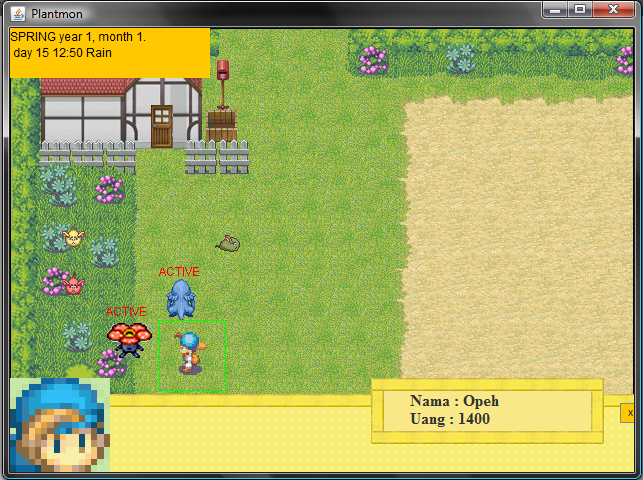 Plantmon
SPRING year 1, month 1.
day 15 12:50 Rain
ACTIVE
ACTIVE
Nama : Opeh
Uang : 1400
x